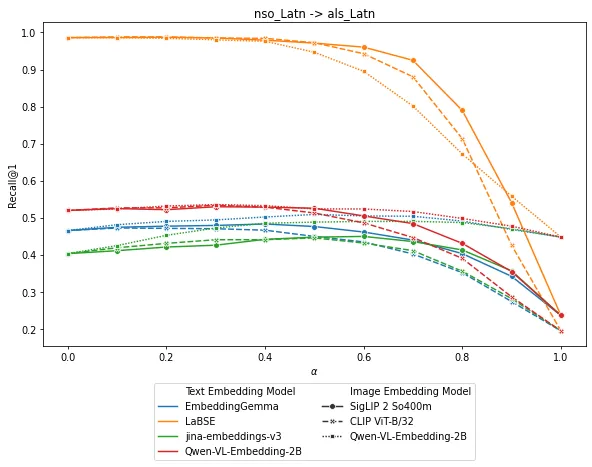 nso_Latn -> als_Latn
Recall@1
1.0
0.9
0.8
0.7
0.6
0.5
0.4
0.3
0.2
0.0 0.2 0.4 0.6 0.8 1.0
α
Text Embedding Model Image Embedding Model
EmbeddingGemma SigLIP 2 So400m
LaBSE CLIP ViT-B/32
jina-embeddings-v3 Qwen-VL-Embedding-2B
Qwen-VL-Embedding-2B